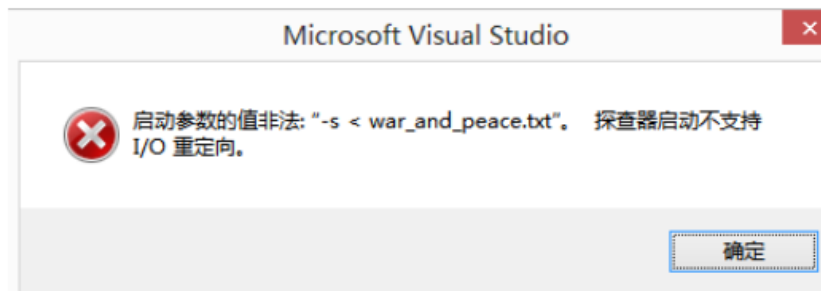 Microsoft Visual Studio
启动参数的值非法: “-s < war_and_peace.txt”。 探查器启动不支持
I/O 重定向。
确定